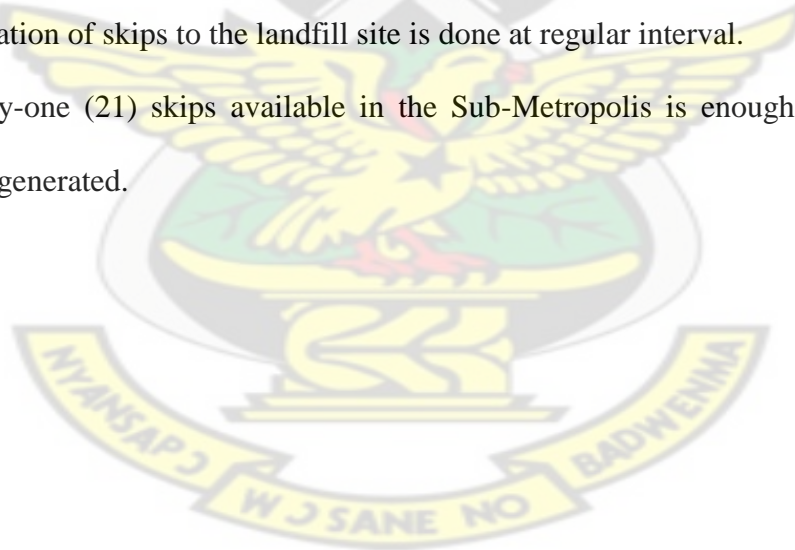 ation of skips to the landfill site is done at regular interval.
y-one (21) skips available in the Sub-Metropolis is enough
generated.
NYANSAPƆ WƆSANE NO BADWENMA